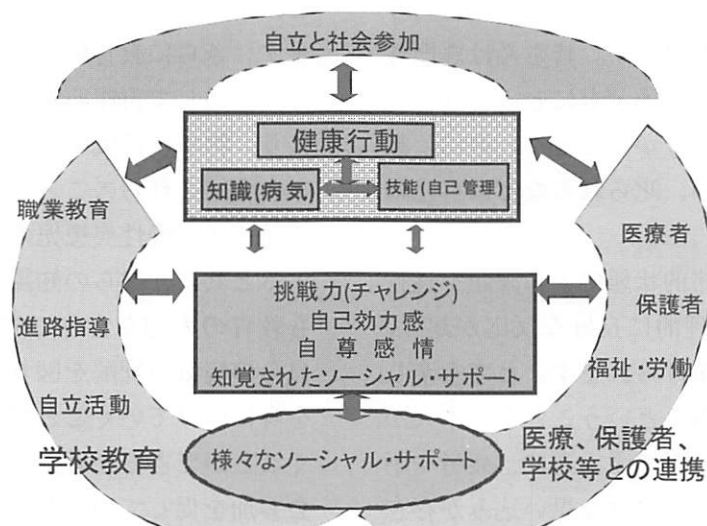 自立と社会参加
健康行動
知識(病気)
技能(自己管理)
職業教育
進路指導
自立活動
学校教育
挑戦力(チャレンジ)
自己効力感
自尊感情
知覚されたソーシャル・サポート
様々なソーシャル・サポート
医療者
保護者
福祉・労働
医療、保護者、
学校等との連携